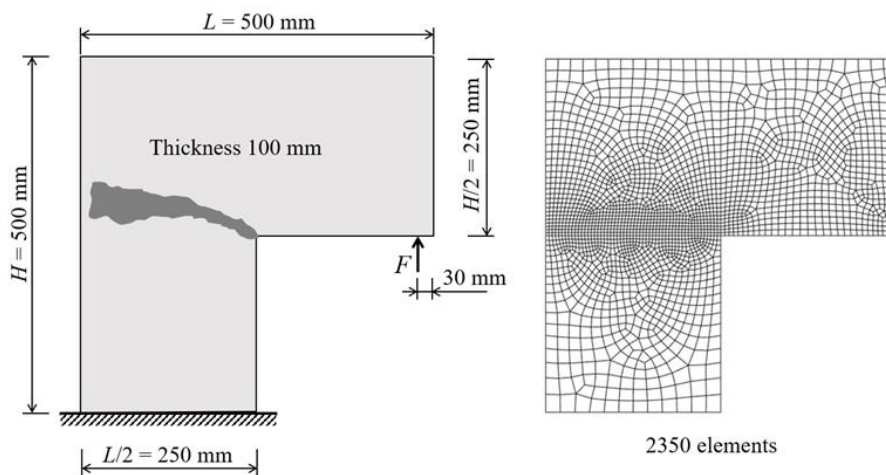 L = 500 mm
H = 500 mm
Thickness 100 mm
H/2 = 250 mm
F
30 mm
L/2 = 250 mm
2350 elements